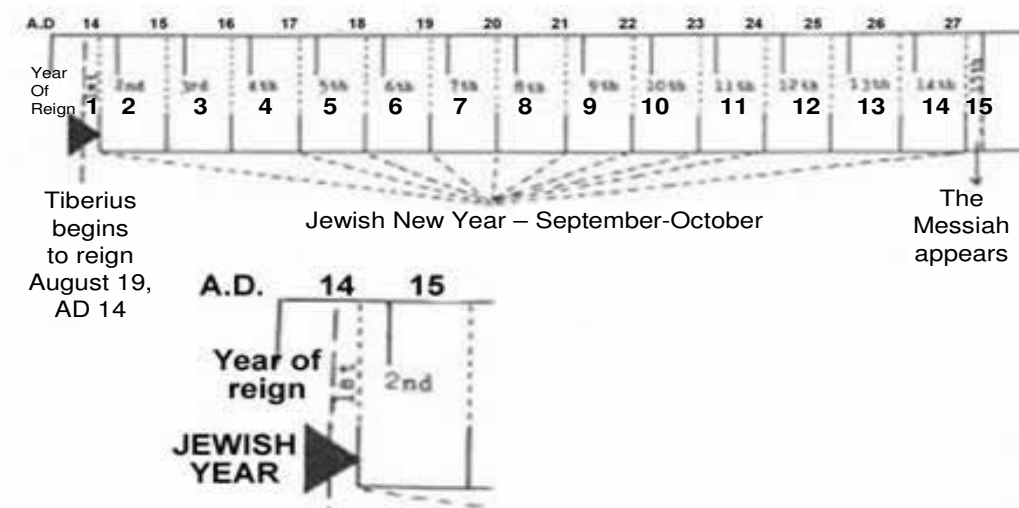 A.D 14 15 16 17 18 19 20 21 22 23 24 25 26 27
Year
Of
Reign
1st 2nd 3rd 4th 5th 6th 7th 8th 9th 10th 11th 12th 13th 14th 15th
1 2 3 4 5 6 7 8 9 10 11 12 13 14 15
Tiberius
begins
to reign
August 19,
AD 14
Jewish New Year – September-October
The
Messiah
appears
A.D. 14 15
Year of
reign
1st 2nd
JEWISH
YEAR